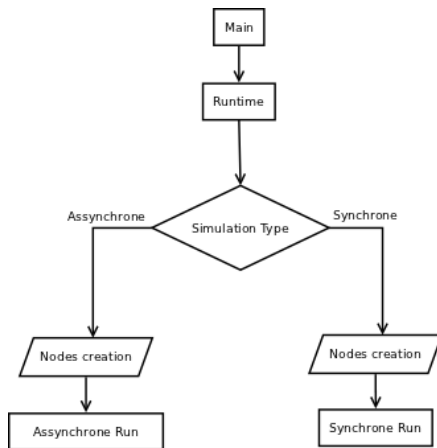 Main
Runtime
Assynchrone
Synchrone
Simulation Type
Nodes creation
Nodes creation
Assynchrone Run
Synchrone Run